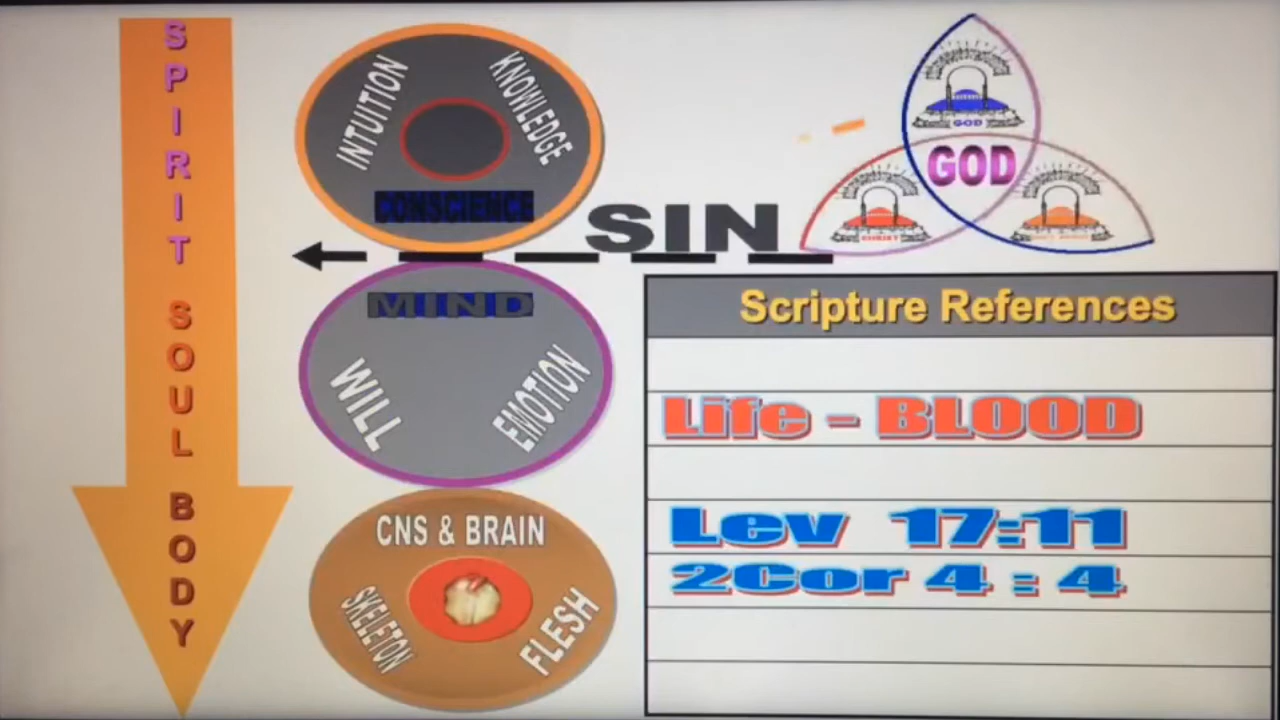 SPIRIT SOUL BODY
INTUITION
KNOWLEDGE
CONSCIENCE
SIN
MIND
WILL
EMOTION
CNS & BRAIN
SKELETON
FLESH
GOD
GOD
CHRIST
Scripture References
Life - BLOOD
Lev 17:11
2Cor 4 : 4